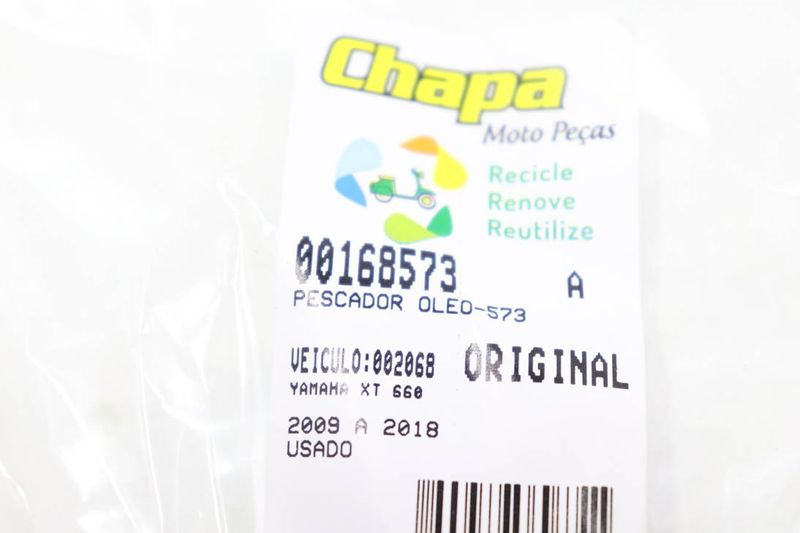 Chapa
Moto Peças
Recicle
Renove
Reutilize
00168573 A
PESCADOR OLEO-573
VEICULO:002068 ORIGINAL
YAMAHA XT 660
2009 A 2018
USADO